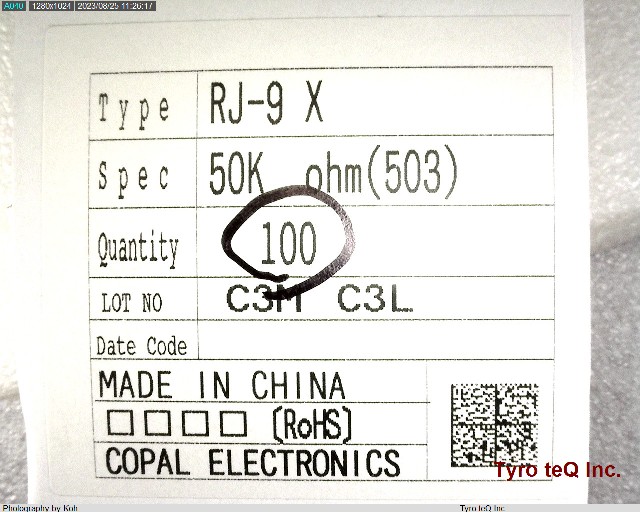 A040 1280x1024 2023/08/25 11:26:17
Type RJ-9 X
Spec 50K ohm(503)
Quantity 100
LOT NO C3M C3L
Date Code
MADE IN CHINA
□□□□ (RoHS)
COPAL ELECTRONICS
Tyro teQ Inc.
Photography by Koh Tyro teQ Inc